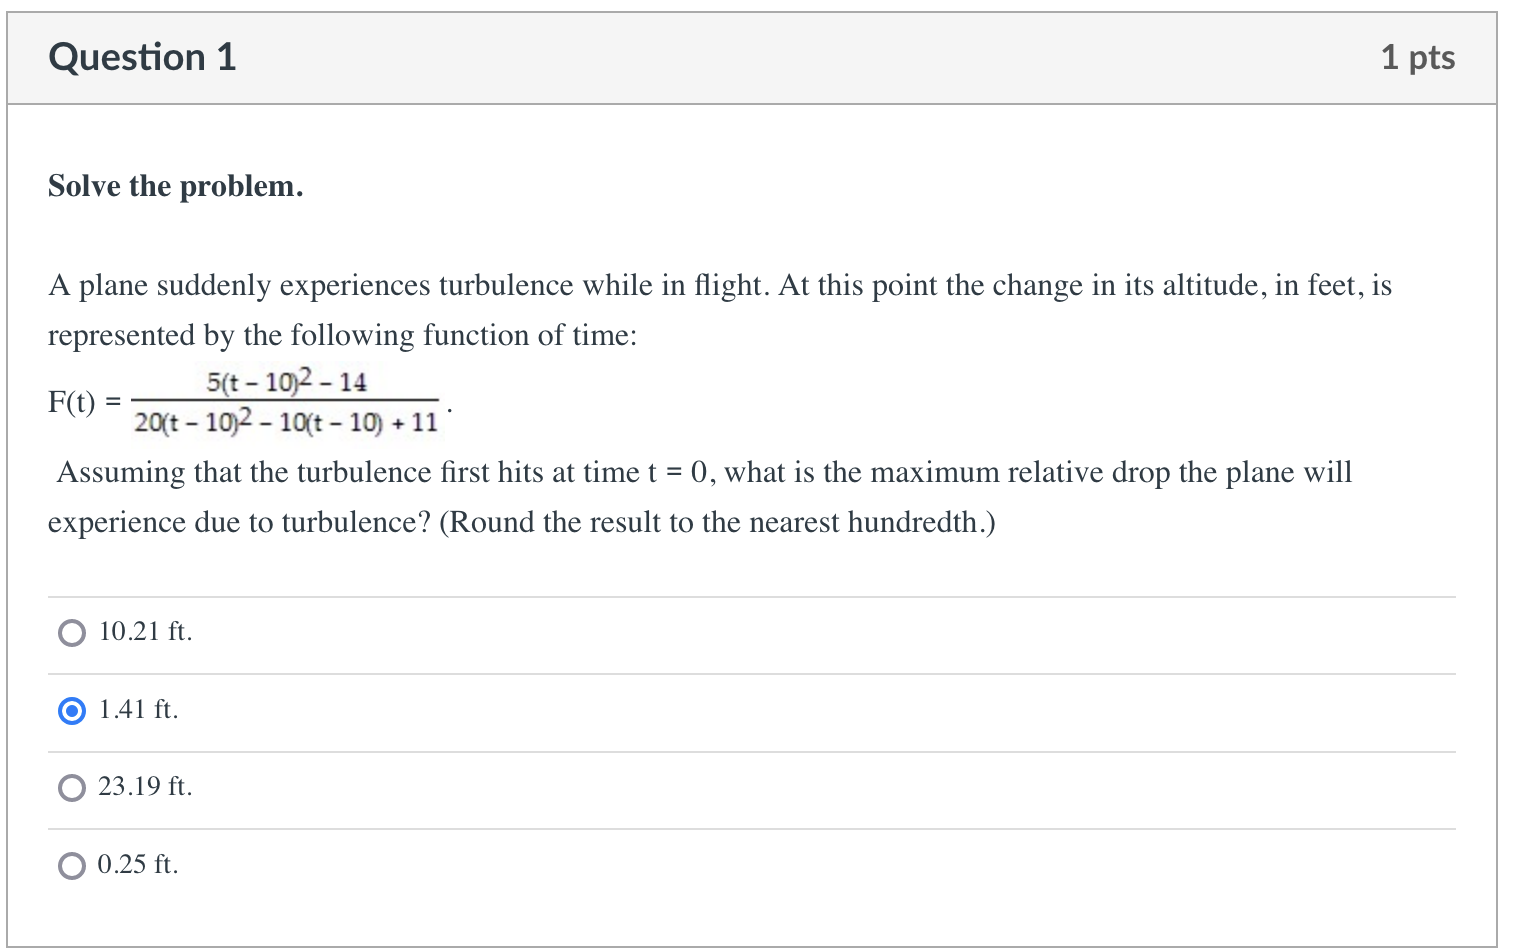 Question 1
1 pts
Solve the problem.
A plane suddenly experiences turbulence while in flight. At this point the change in its altitude, in feet, is
represented by the following function of time:
F(t) = 5(t – 10)2 – 14
20(t – 10)2 – 10(t – 10) + 11 .
Assuming that the turbulence first hits at time t = 0, what is the maximum relative drop the plane will
experience due to turbulence? (Round the result to the nearest hundredth.)
10.21 ft.
1.41 ft.
23.19 ft.
0.25 ft.